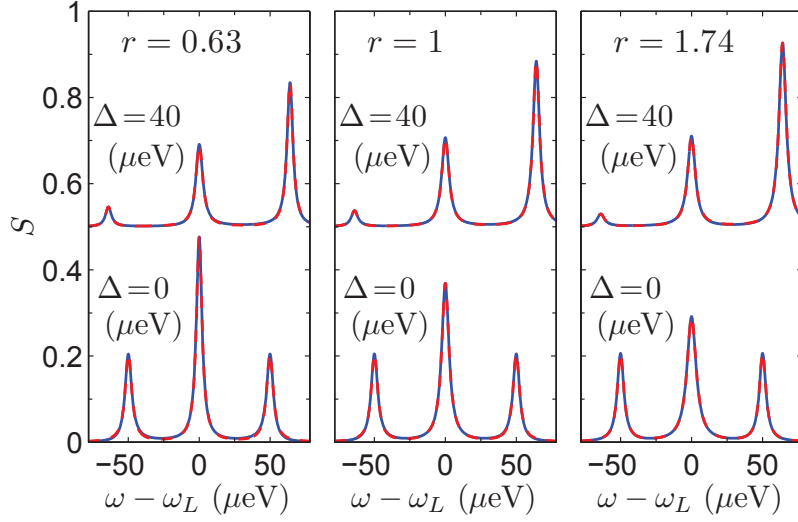 r = 0.63
r = 1
r = 1.74
Δ=40
(μeV)
Δ=40
(μeV)
Δ=40
(μeV)
Δ=0
(μeV)
Δ=0
(μeV)
Δ=0
(μeV)
S
1
0.8
0.6
0.4
0.2
0
−50 0 50
−50 0 50
−50 0 50
ω − ω_L (μeV)
ω − ω_L (μeV)
ω − ω_L (μeV)